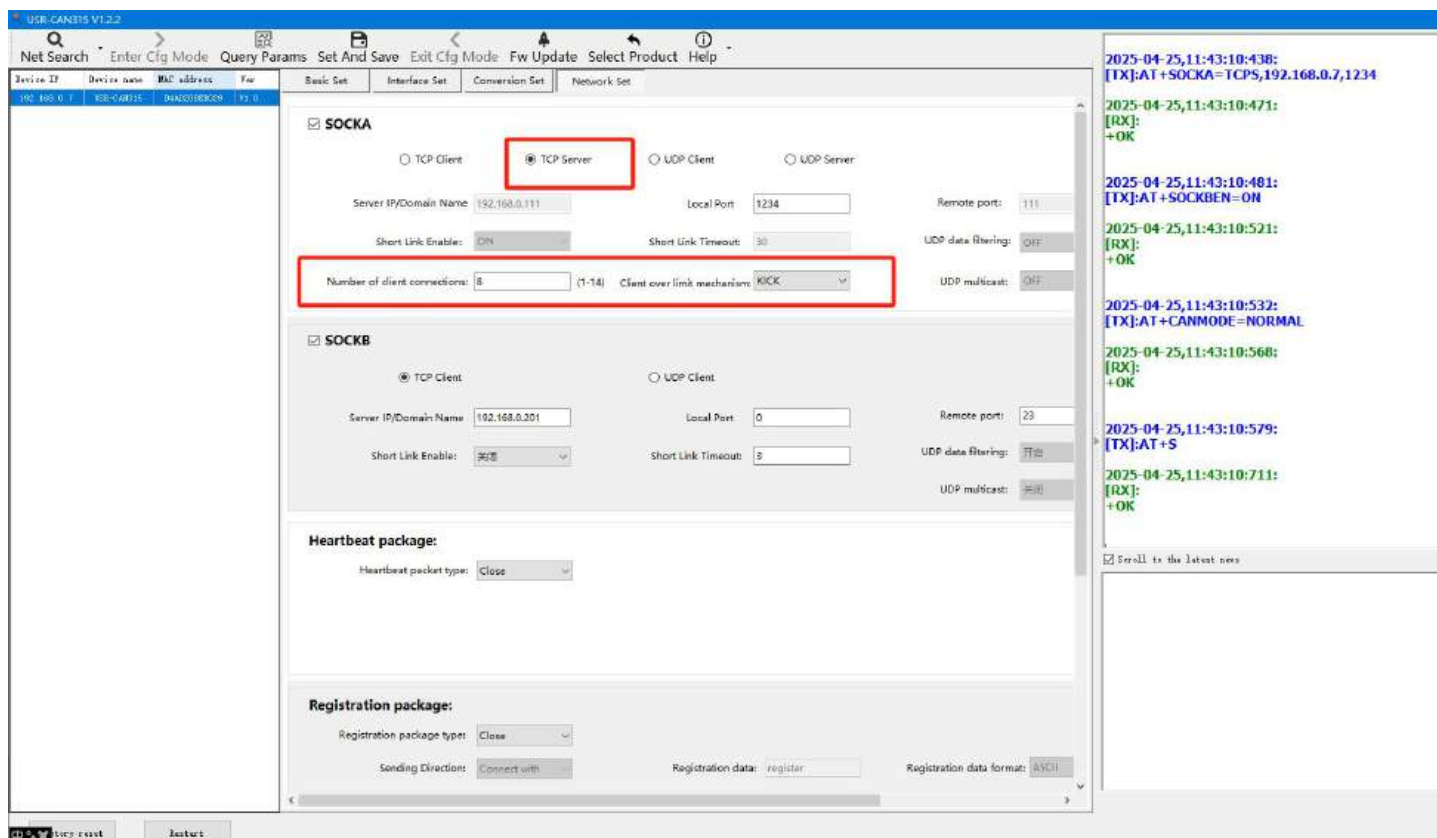 USR-CAN315 V1.2.2
Net Search Enter Cfg Mode Query Params Set And Save Exit Cfg Mode Fw Update Select Product Help
Device IP Device name MAC address
192.168.0.7 USR-CAN315 V1.0
Basic Set Interface Set Conversion Set Network Set
SOCKA
TCP Client TCP Server UDP Client UDP Server
Server IP/Domain Name 192.168.0.111 Local Port 1234 Remote port: 111
Short Link Enable: ON Short Link Timeout: 30 UDP data filtering: OFF
Number of client connections: 8 (1-14) Client over limit mechanism: KICK UDP multicast: OFF
SOCKB
TCP Client UDP Client
Server IP/Domain Name 192.168.0.201 Local Port 0 Remote port: 23
Short Link Enable: 关闭 Short Link Timeout: 3 UDP data filtering: 开启
UDP multicast: 关闭
Heartbeat package:
Heartbeat packet type: Close
Registration package:
Registration package type: Close
Sending Direction: Connect with Registration data: register Registration data format: ASCII
Restart
2025-04-25,11:43:10:438:
[TX]:AT+SOCKA=TCPS,192.168.0.7,1234
2025-04-25,11:43:10:471:
[RX]:
+OK
2025-04-25,11:43:10:481:
[TX]:AT+SOCKBEN=ON
2025-04-25,11:43:10:521:
[RX]:
+OK
2025-04-25,11:43:10:532:
[TX]:AT+CANMODE=NORMAL
2025-04-25,11:43:10:568:
[RX]:
+OK
2025-04-25,11:43:10:579:
[TX]:AT+S
2025-04-25,11:43:10:711:
[RX]:
+OK
Scroll to the latest news